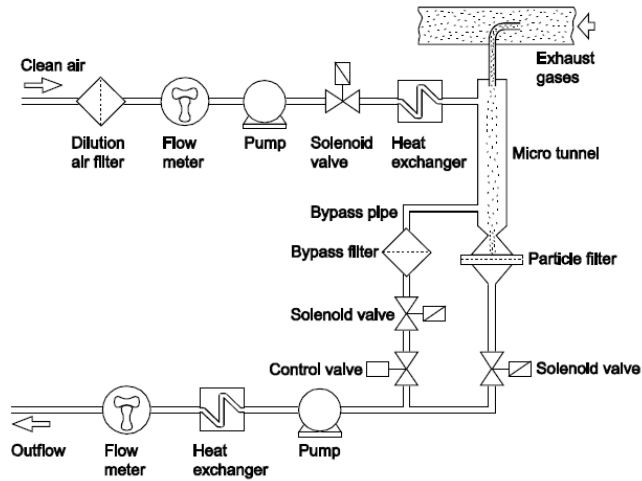 Clean air
Exhaust
gases
Dilution
air filter
Flow
meter
Pump
Solenoid
valve
Heat
exchanger
Micro tunnel
Bypass pipe
Bypass filter
Particle filter
Solenoid valve
Control valve
Solenoid valve
Outflow
Flow
meter
Heat
exchanger
Pump